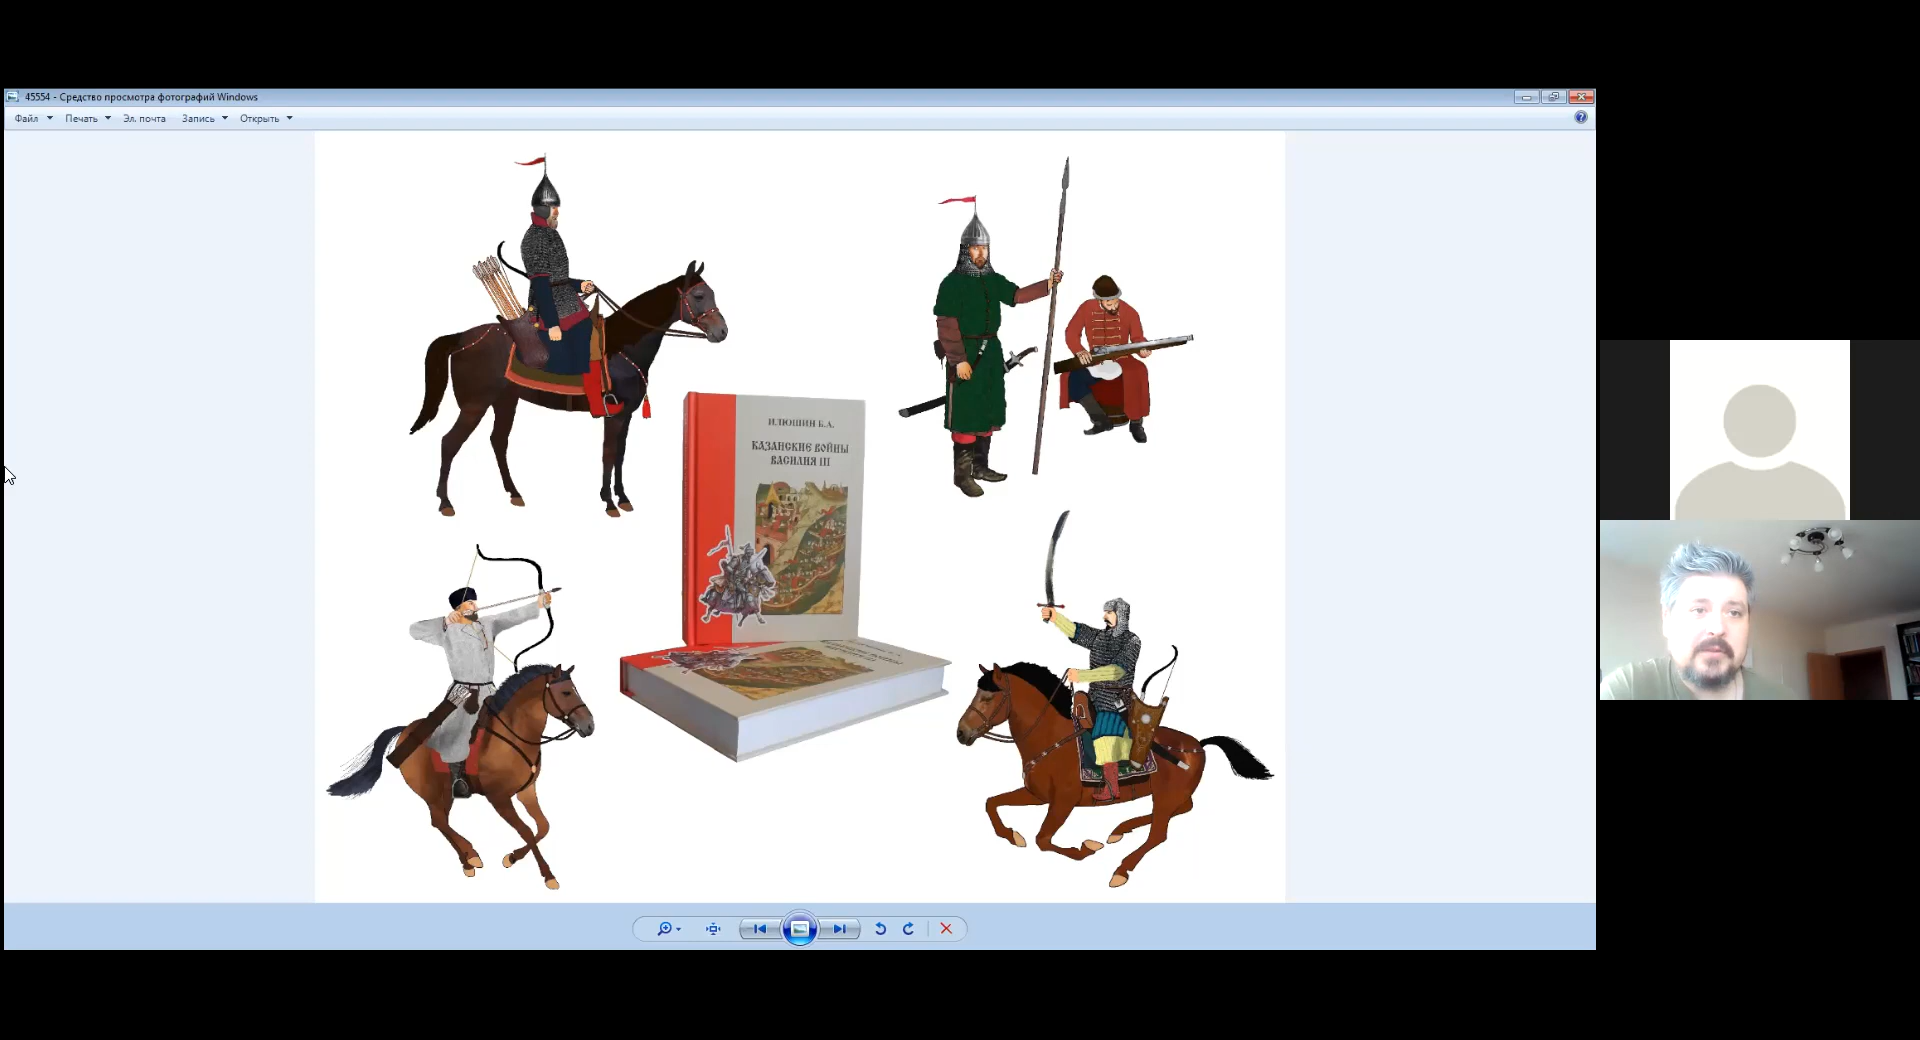 45554 - Средство просмотра фотографий Windows
Файл Печать Эл. почта Запись Открыть
ИЛЮШИН Б.А.
КАЗАНСКИЕ ВОЙНЫ
ВАСИЛИЯ III